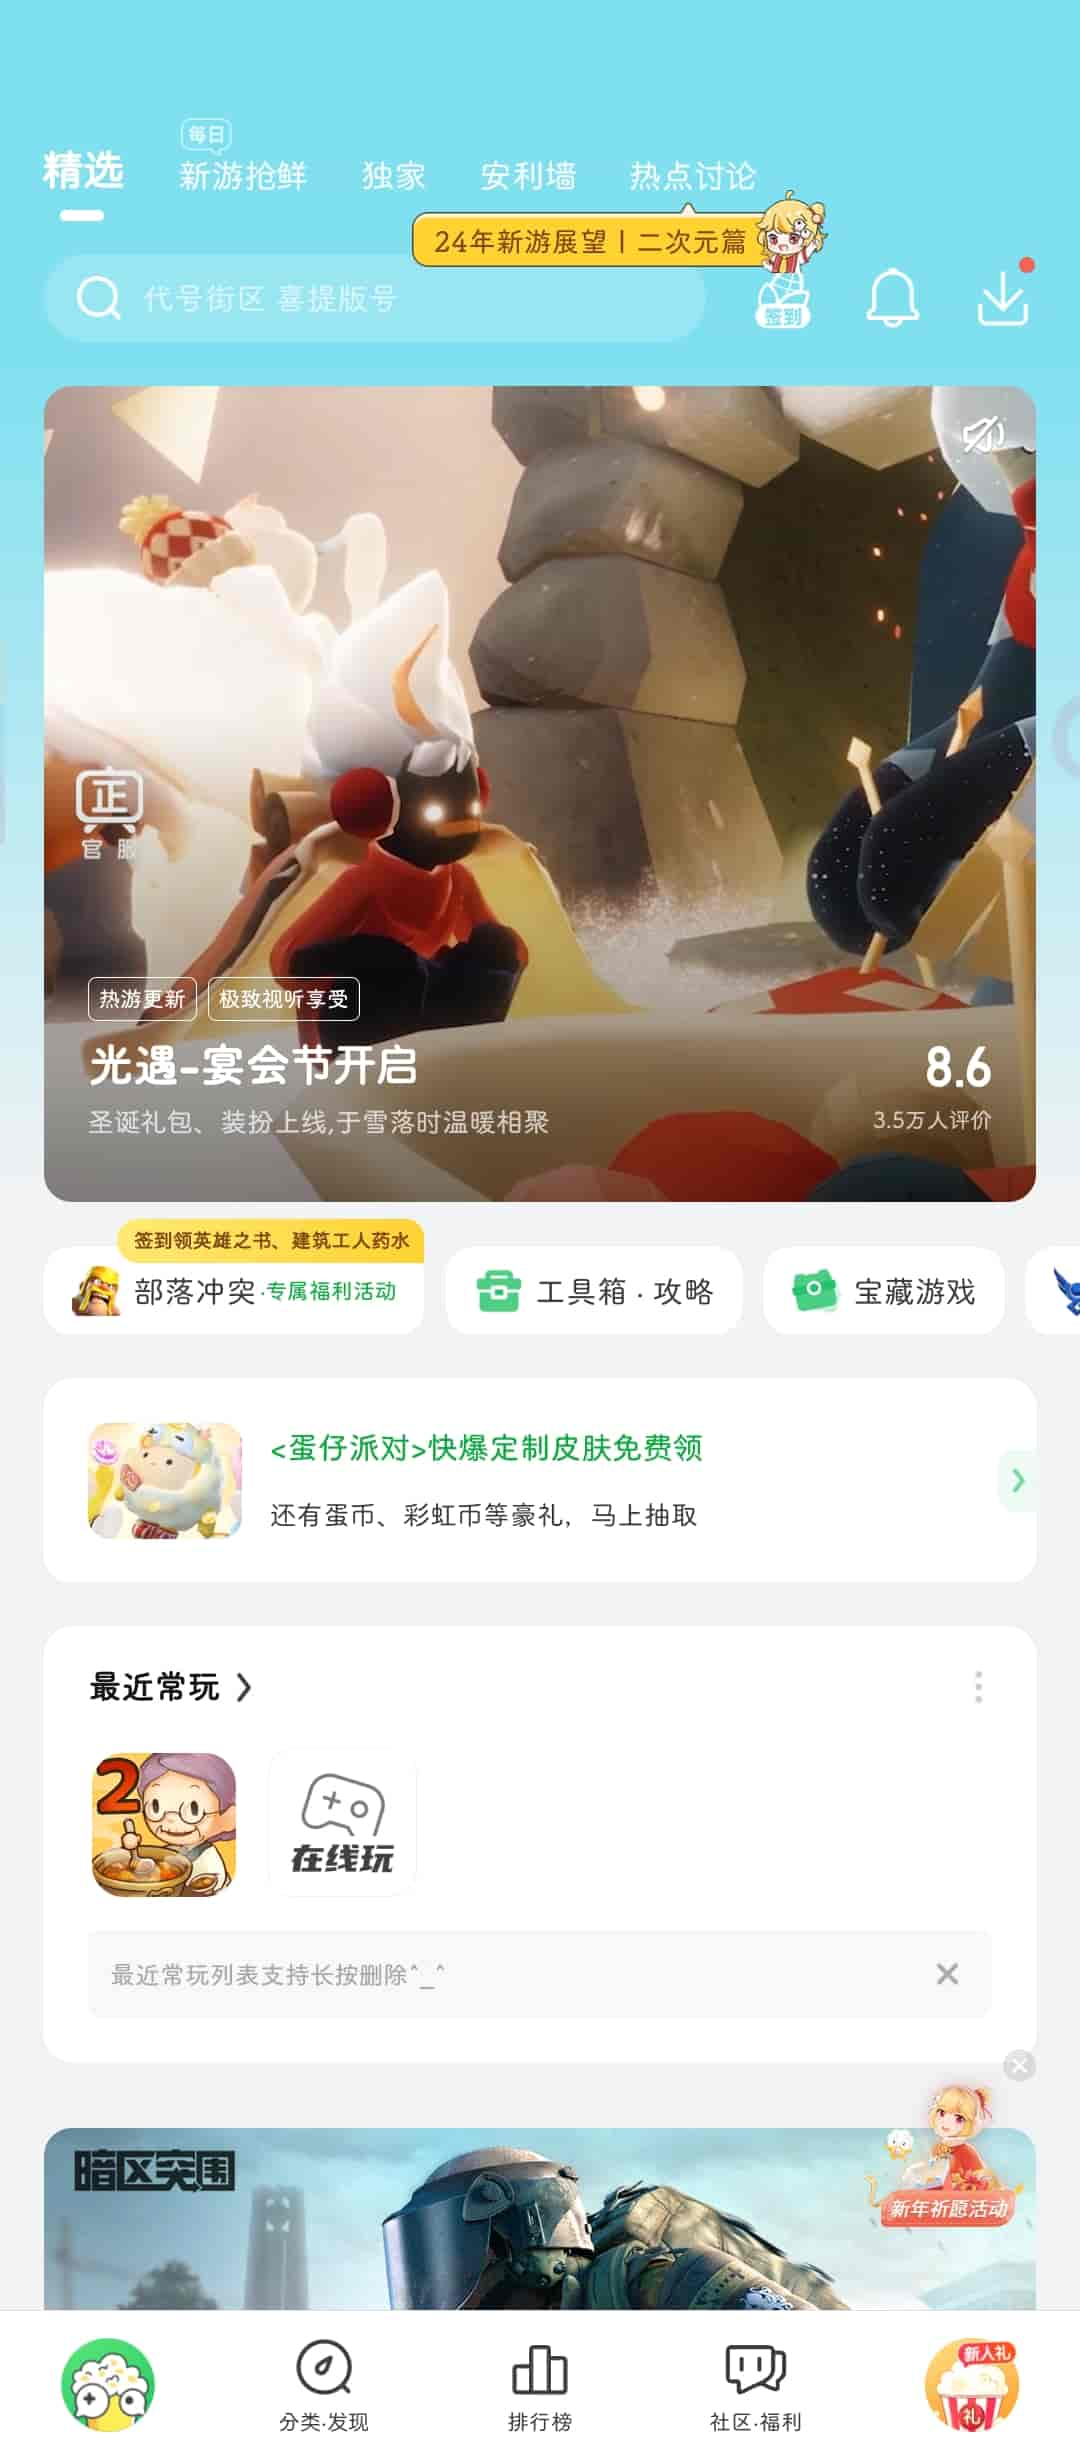 每日
精选
新游抢鲜
独家
安利墙
热点讨论
24年新游展望丨二次元篇
代号街区 喜提版号
签到
正
官 服
热游更新
极致视听享受
光遇-宴会节开启
8.6
圣诞礼包、装扮上线,于雪落时温暖相聚
3.5万人评价
签到领英雄之书、建筑工人药水
部落冲突·专属福利活动
工具箱 · 攻略
宝藏游戏
<蛋仔派对>快爆定制皮肤免费领
还有蛋币、彩虹币等豪礼，马上抽取
最近常玩
2
在线玩
最近常玩列表支持长按删除^_^
暗区突围
新年祈愿活动
新人礼
礼
分类·发现
排行榜
社区·福利